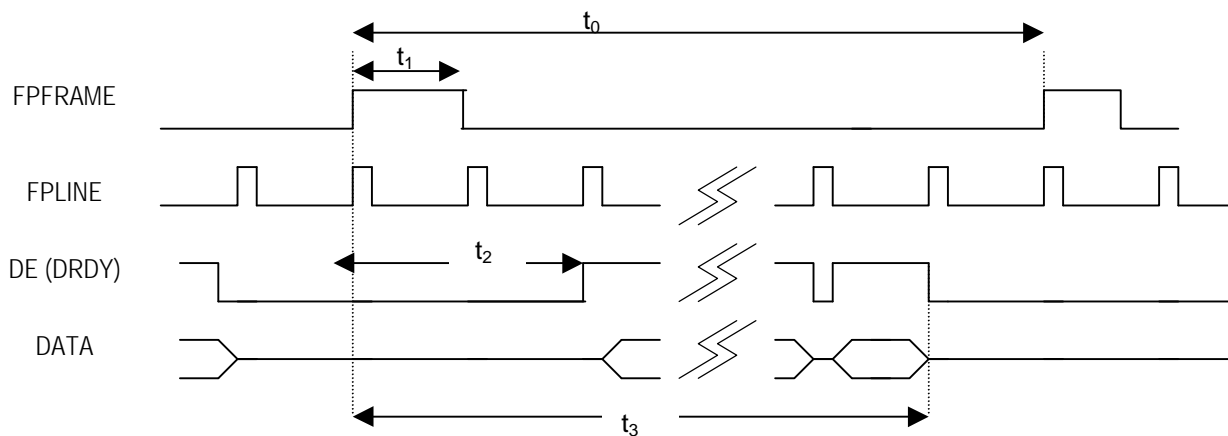 t₀
t₁
FPFRAME
FPLINE
t₂
DE (DRDY)
DATA
t₃